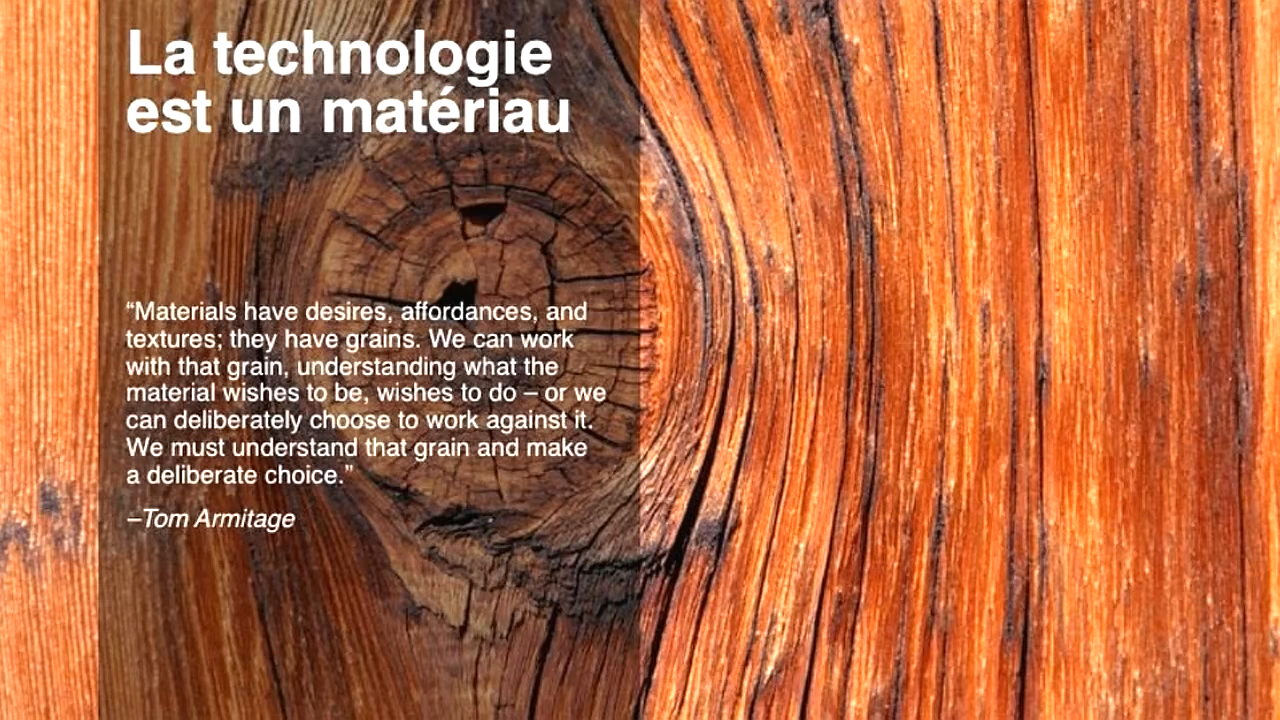 La technologie
est un matériau
“Materials have desires, affordances, and
textures; they have grains. We can work
with that grain, understanding what the
material wishes to be, wishes to do – or we
can deliberately choose to work against it.
We must understand that grain and make
a deliberate choice.”
–Tom Armitage